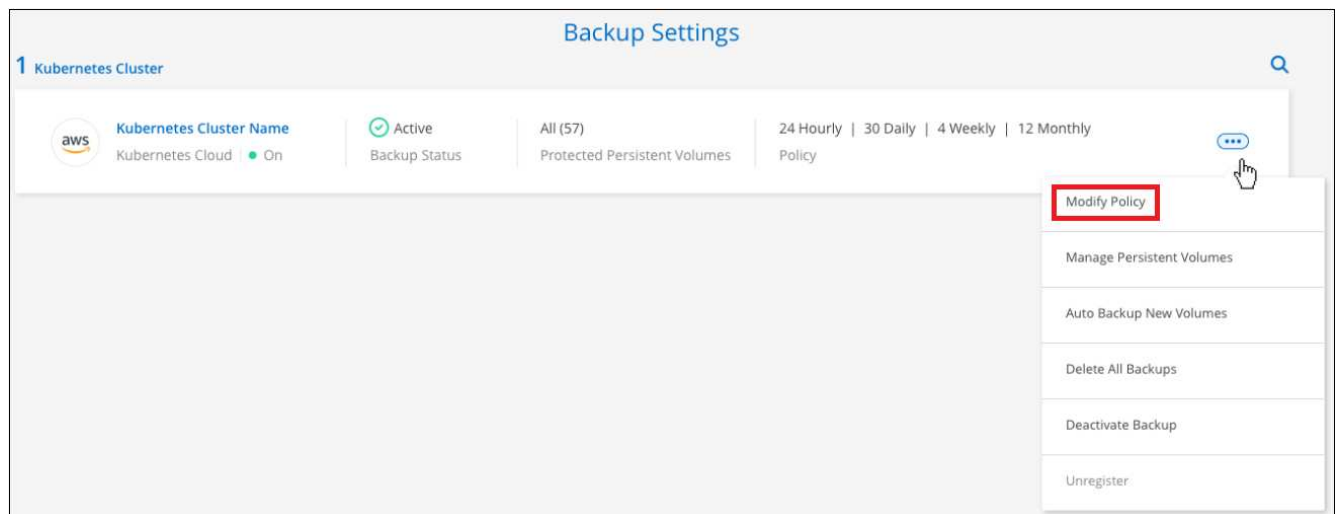 Backup Settings
1 Kubernetes Cluster
aws
Kubernetes Cluster Name
Kubernetes Cloud
On
Active
Backup Status
All (57)
Protected Persistent Volumes
24 Hourly | 30 Daily | 4 Weekly | 12 Monthly
Policy
Modify Policy
Manage Persistent Volumes
Auto Backup New Volumes
Delete All Backups
Deactivate Backup
Unregister